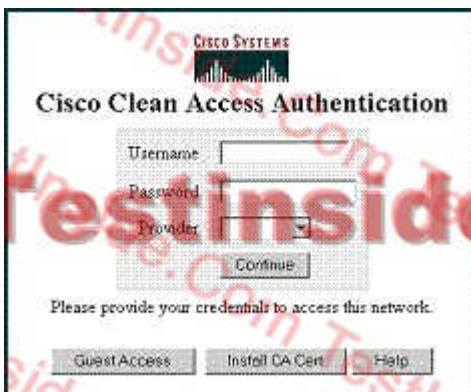 CISCO SYSTEMS
Cisco Clean Access Authentication
Username
Password
Provider
Continue
Please provide your credentials to access this network.
Guest Access
Install CA Cert
Help
Testinside